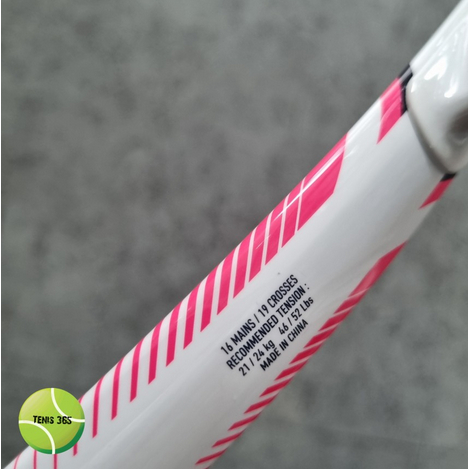 16 MAINS / 19 CROSSES
RECOMMENDED TENSION :
21 / 24 kg 46 / 52 Lbs
MADE IN CHINA
TENIS 365